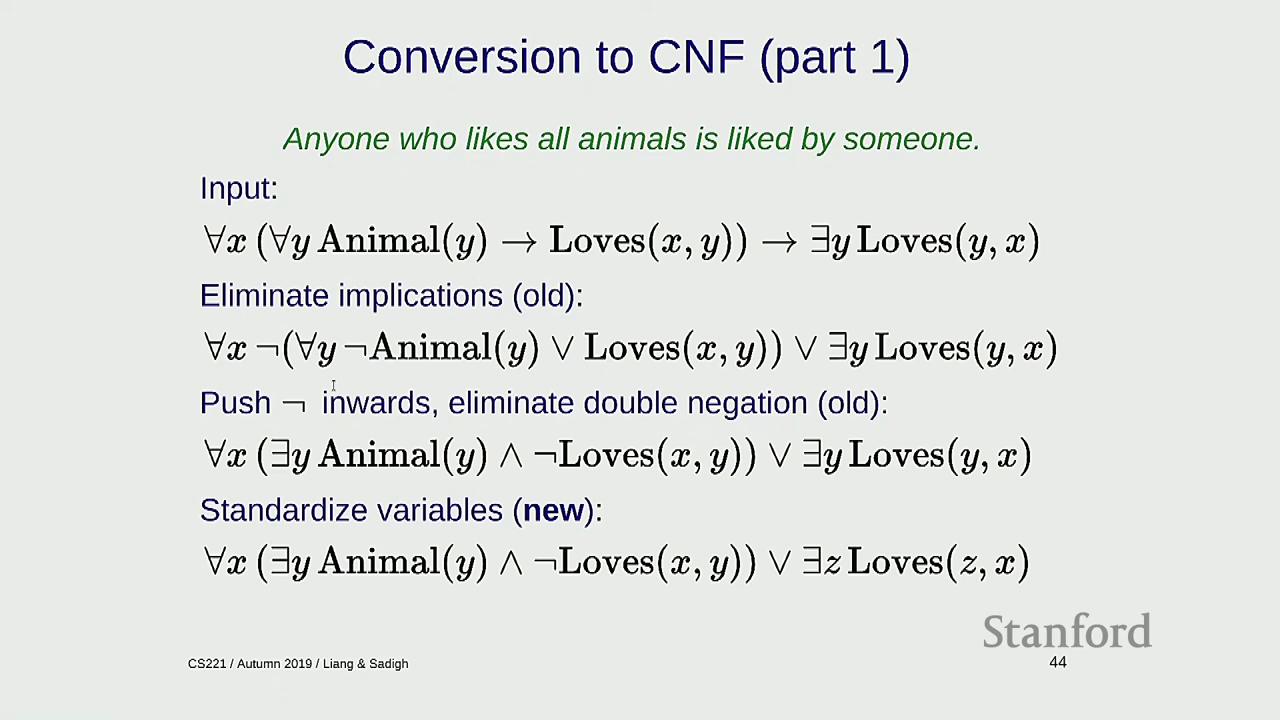 Conversion to CNF (part 1)
Anyone who likes all animals is liked by someone.
Input:
∀x (∀y Animal(y) → Loves(x, y)) → ∃y Loves(y, x)
Eliminate implications (old):
∀x ¬(∀y ¬Animal(y) ∨ Loves(x, y)) ∨ ∃y Loves(y, x)
Push ¬ inwards, eliminate double negation (old):
∀x (∃y Animal(y) ∧ ¬Loves(x, y)) ∨ ∃y Loves(y, x)
Standardize variables (new):
∀x (∃y Animal(y) ∧ ¬Loves(x, y)) ∨ ∃z Loves(z, x)
Stanford
CS221 / Autumn 2019 / Liang & Sadigh
44